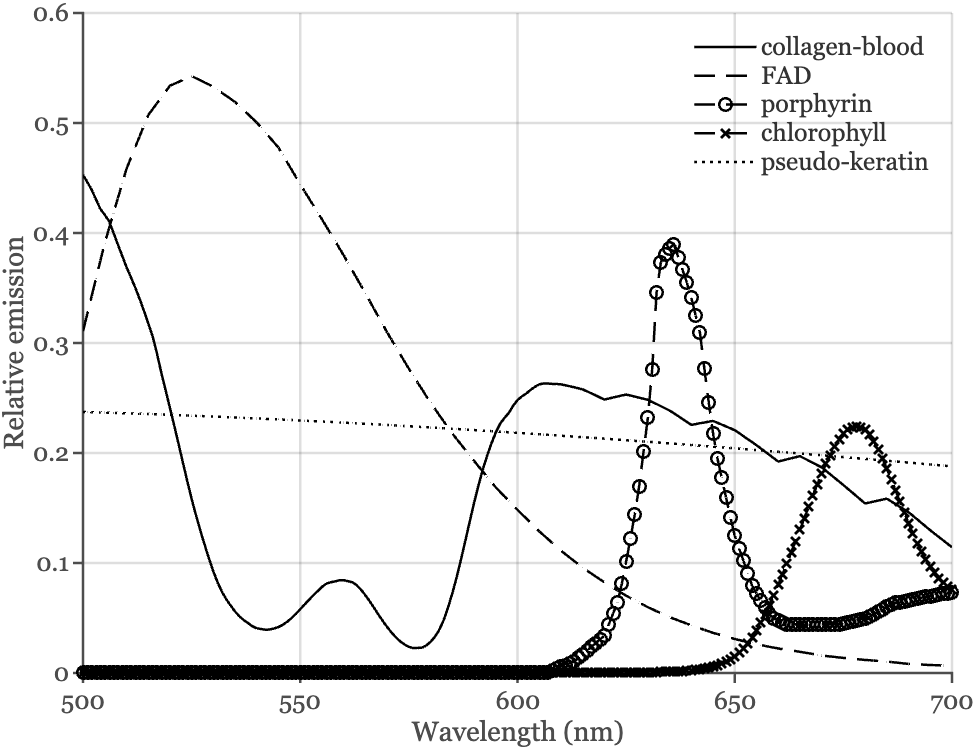 0.6
0.5
0.4
0.3
0.2
0.1
0
Relative emission
collagen-blood
FAD
porphyrin
chlorophyll
pseudo-keratin
500 550 600 650 700
Wavelength (nm)